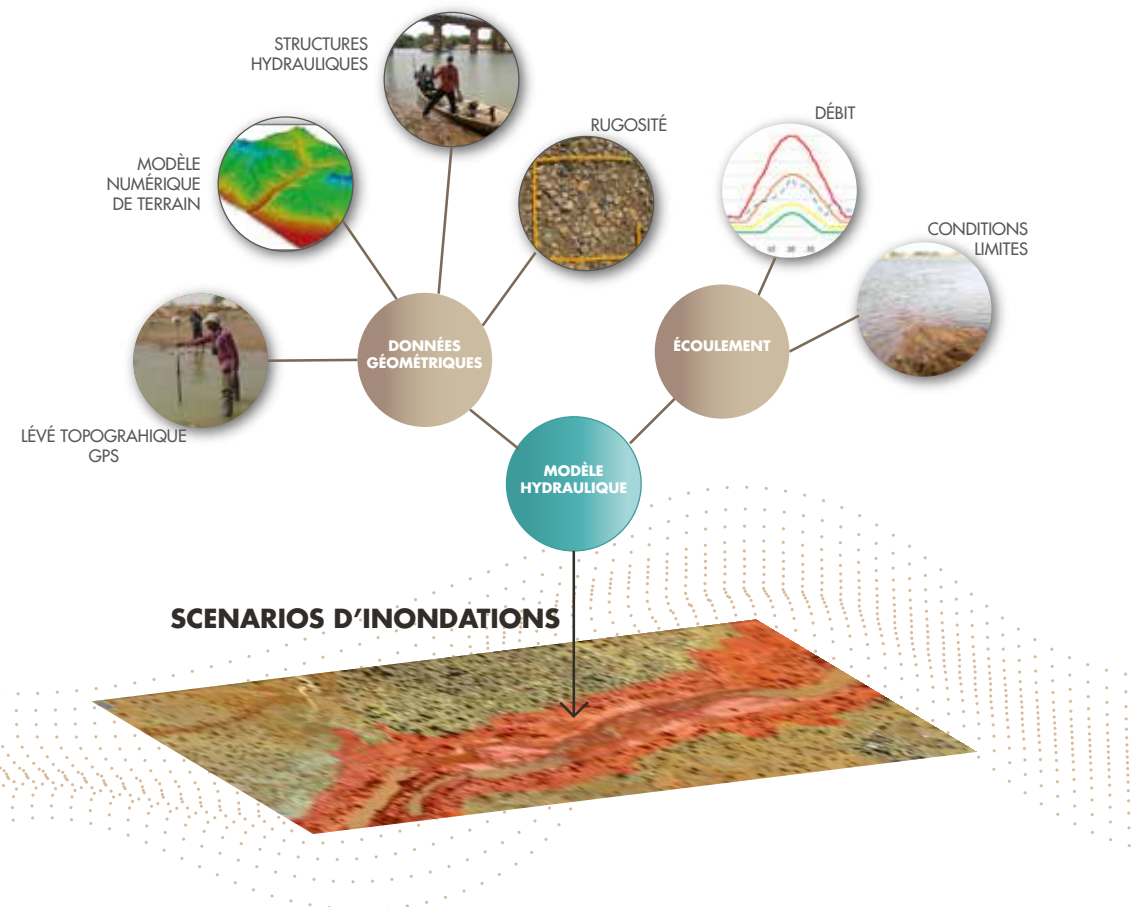 STRUCTURES
HYDRAULIQUES
RUGOSITÉ
DÉBIT
MODÈLE
NUMÉRIQUE
DE TERRAIN
CONDITIONS
LIMITES
DONNÉES
GÉOMÉTRIQUES
ÉCOULEMENT
LÉVÉ TOPOGRAHIQUE
GPS
MODÈLE
HYDRAULIQUE
SCENARIOS D'INONDATIONS